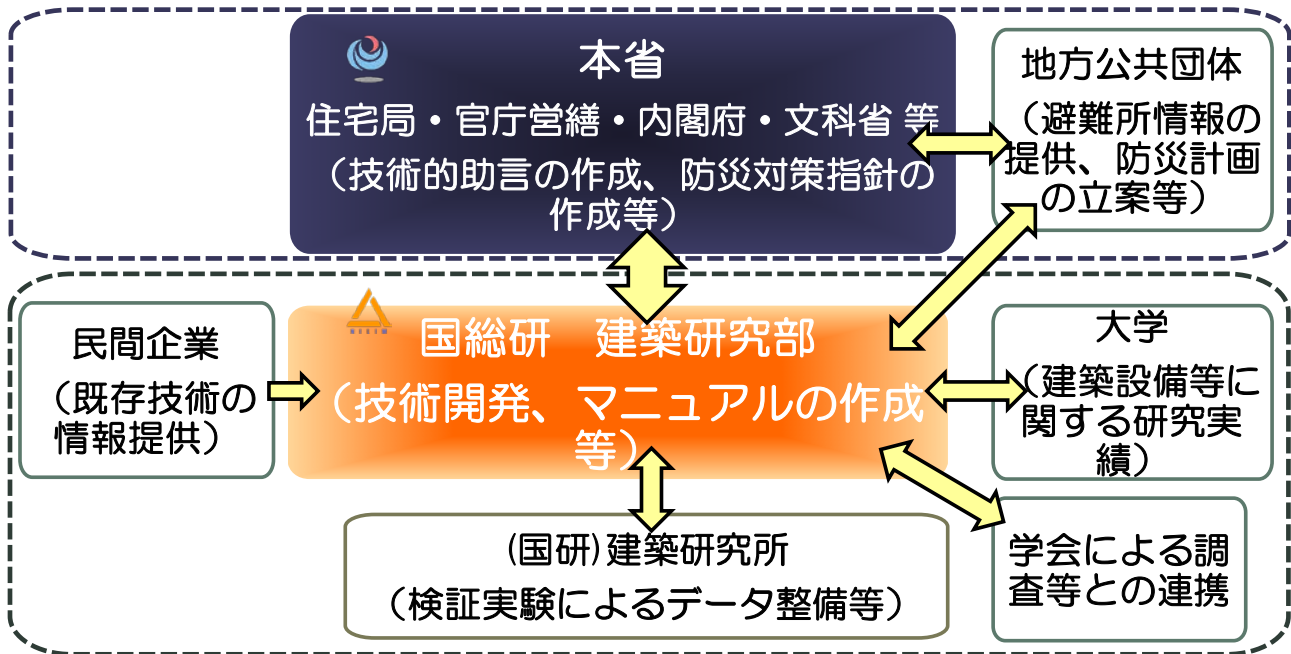 本省
住宅局・官庁営繕・内閣府・文科省 等
（技術的助言の作成、防災対策指針の
作成等）
地方公共団体
（避難所情報の
提供、防災計画
の立案等）
民間企業
（既存技術の
情報提供）
国総研　建築研究部
（技術開発、マニュアルの作成
等）
大学
（建築設備等に
関する研究実
績）
(国研)建築研究所
（検証実験によるデータ整備等）
学会による調
査等との連携